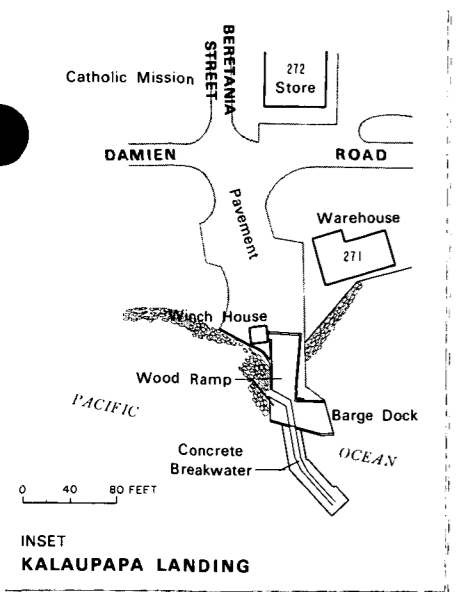 BERETANIA
STREET
272
Store
Catholic Mission
DAMIEN ROAD
Pavement
Warehouse
271
Winch House
Wood Ramp
PACIFIC
Barge Dock
Concrete
Breakwater
OCEAN
0 40 80 FEET
INSET
KALAUPAPA LANDING